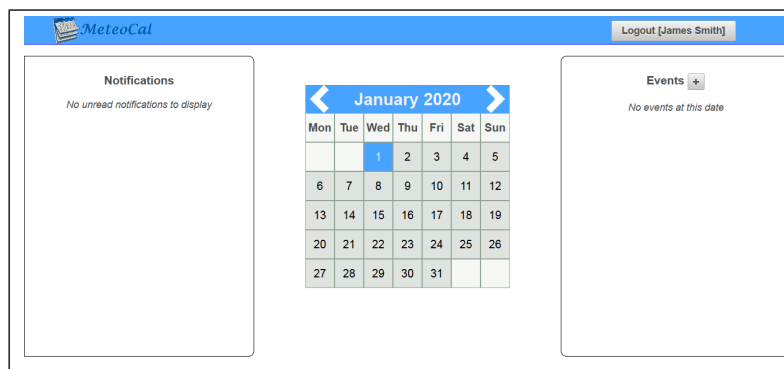 MeteoCal
Logout [James Smith]
Notifications
No unread notifications to display
January 2020
Mon Tue Wed Thu Fri Sat Sun
1 2 3 4 5
6 7 8 9 10 11 12
13 14 15 16 17 18 19
20 21 22 23 24 25 26
27 28 29 30 31
Events +
No events at this date